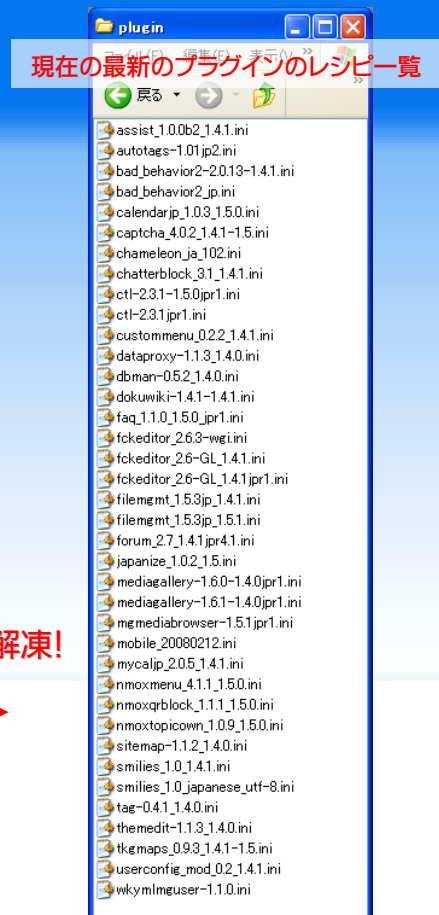 plugin
ファイル(F) 編集(E) 表示(V »
現在の最新のプラグインのレシピ一覧
戻る »
assist_1.0.0b2_1.4.1.ini
autotags-1.01jp2.ini
bad_behavior2-2.0.13-1.4.1.ini
bad_behavior2_jp.ini
calendarjp_1.0.3_1.5.0.ini
captcha_4.0.2_1.4.1-1.5.ini
chameleon_ja_102.ini
chatterblock_3.1_1.4.1.ini
ctl-2.3.1-1.5.0jpr1.ini
ctl-2.3.1jpr1.ini
custommenu_0.2.2_1.4.1.ini
dataproxy-1.1.3_1.4.0.ini
dbman-0.5.2_1.4.0.ini
dokuwiki-1.4.1-1.4.1.ini
faq_1.1.0_1.5.0_jpr1.ini
fckeditor_2.6.3-wgi.ini
fckeditor_2.6-GL_1.4.1.ini
fckeditor_2.6-GL_1.4.1jpr1.ini
filemgmt_1.5.3jp_1.4.1.ini
filemgmt_1.5.3jp_1.5.1.ini
forum_2.7_1.4.1jpr4.1.ini
japanize_1.0.2_1.5.ini
mediagallery-1.6.0-1.4.0jpr1.ini
mediagallery-1.6.1-1.4.0jpr1.ini
mgmediabrowser-1.5.1jpr1.ini
解凍!
mobile_20080212.ini
mycaljp_2.0.5_1.4.1.ini
nmoxmenu_4.1.1_1.5.0.ini
nmoxqrblock_1.1.1_1.5.0.ini
nmoxtopicown_1.0.9_1.5.0.ini
sitemap-1.1.2_1.4.0.ini
smilies_1.0_1.4.1.ini
smilies_1.0_japanese_utf-8.ini
tag-0.4.1_1.4.0.ini
themedit-1.1.3_1.4.0.ini
tkgmaps_0.9.3_1.4.1-1.5.ini
userconfig_mod_0.2_1.4.1.ini
wkymlmguser-1.1.0.ini